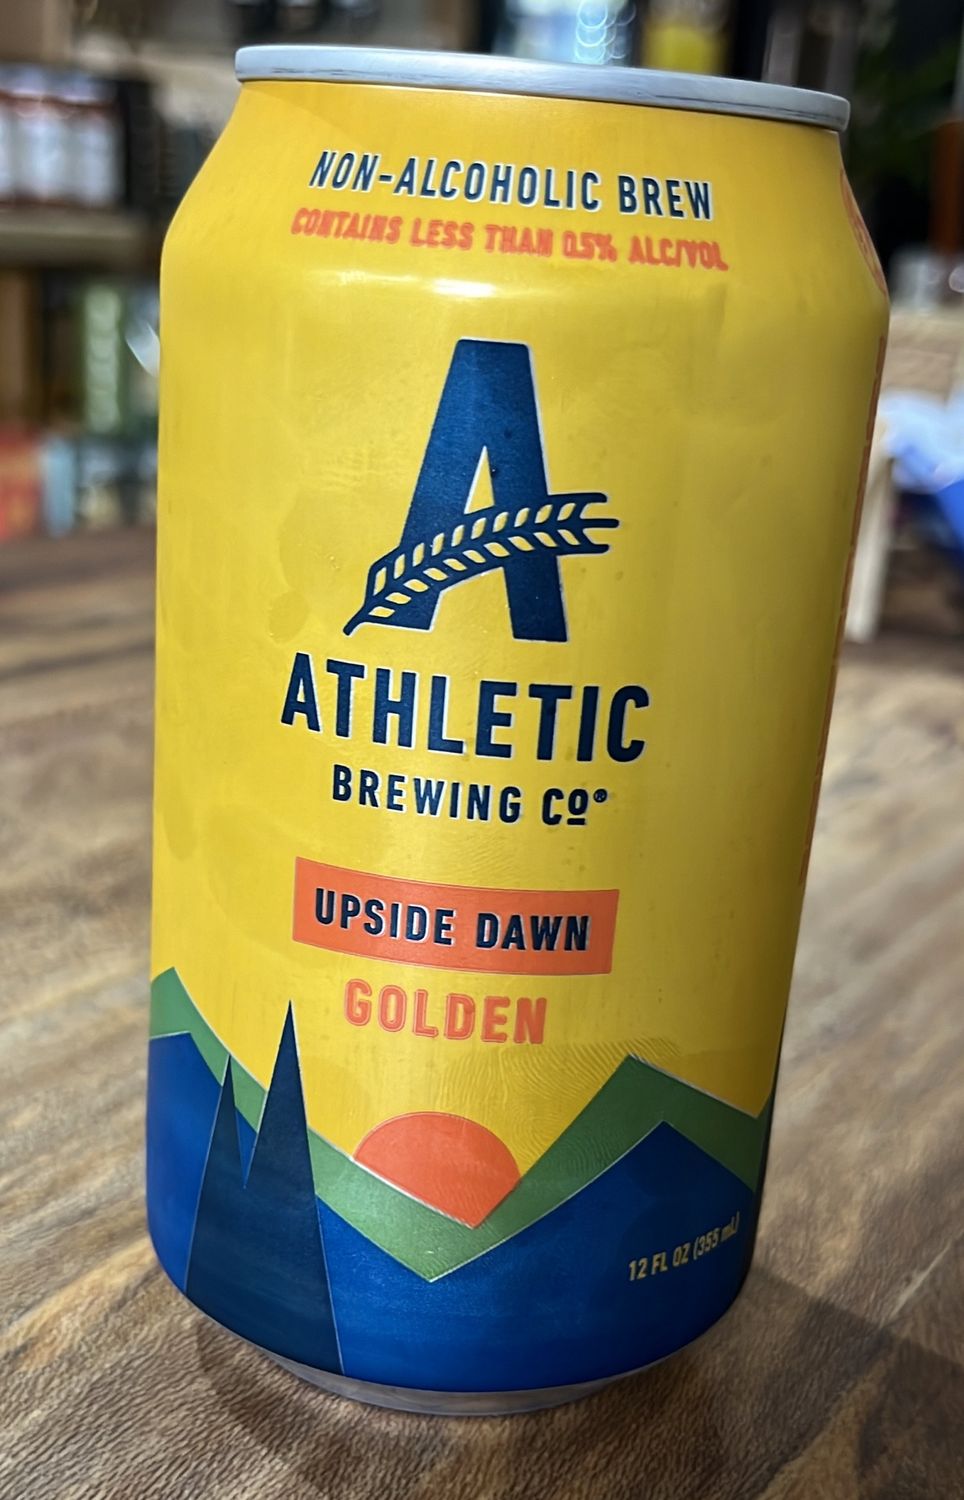 NON-ALCOHOLIC BREW
CONTAINS LESS THAN 0.5% ALC/VOL
A
ATHLETIC
BREWING Co®
UPSIDE DAWN
GOLDEN
12 FL OZ (355 mL)